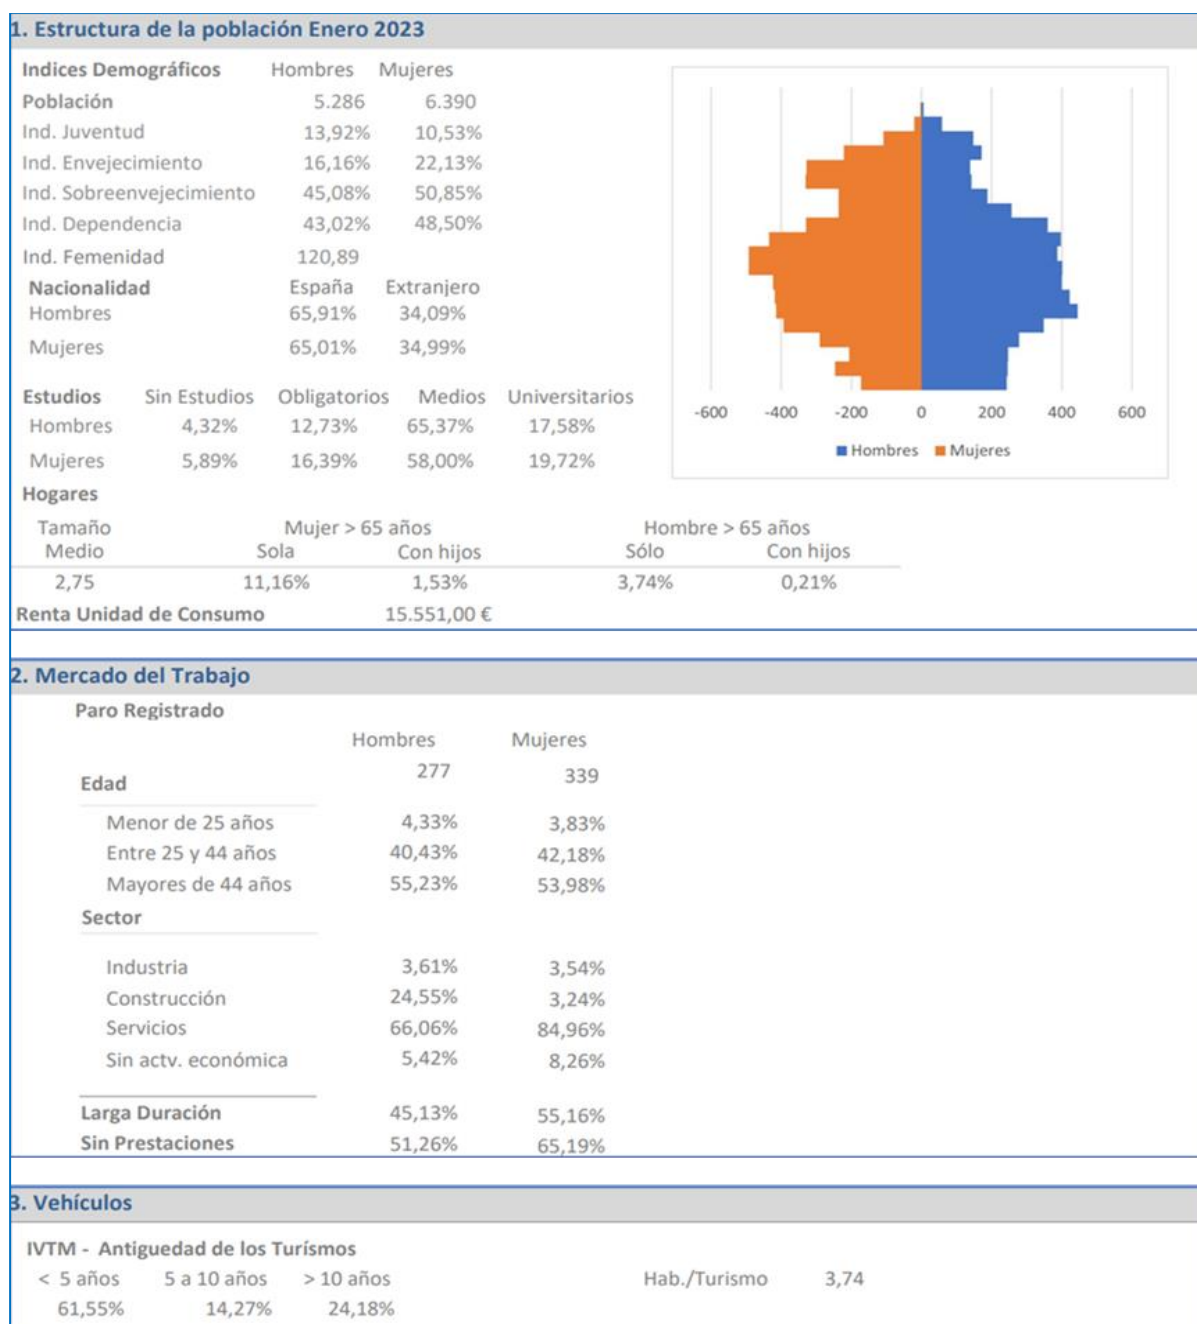 1. Estructura de la población Enero 2023
Indices Demográficos Hombres Mujeres
Población 5.286 6.390
Ind. Juventud 13,92% 10,53%
Ind. Envejecimiento 16,16% 22,13%
Ind. Sobreenvejecimiento 45,08% 50,85%
Ind. Dependencia 43,02% 48,50%
Ind. Femenidad 120,89
Nacionalidad España Extranjero
Hombres 65,91% 34,09%
Mujeres 65,01% 34,99%
Estudios Sin Estudios Obligatorios Medios Universitarios
Hombres 4,32% 12,73% 65,37% 17,58%
Mujeres 5,89% 16,39% 58,00% 19,72%
-600 -400 -200 0 200 400 600
Hombres Mujeres
Hogares
Tamaño Mujer > 65 años Hombre > 65 años
Medio Sola Con hijos Sólo Con hijos
2,75 11,16% 1,53% 3,74% 0,21%
Renta Unidad de Consumo 15.551,00 €
2. Mercado del Trabajo
Paro Registrado
Hombres Mujeres
Edad 277 339
Menor de 25 años 4,33% 3,83%
Entre 25 y 44 años 40,43% 42,18%
Mayores de 44 años 55,23% 53,98%
Sector
Industria 3,61% 3,54%
Construcción 24,55% 3,24%
Servicios 66,06% 84,96%
Sin actv. económica 5,42% 8,26%
Larga Duración 45,13% 55,16%
Sin Prestaciones 51,26% 65,19%
3. Vehículos
IVTM - Antiguedad de los Turísmos
< 5 años 5 a 10 años > 10 años Hab./Turismo 3,74
61,55% 14,27% 24,18%